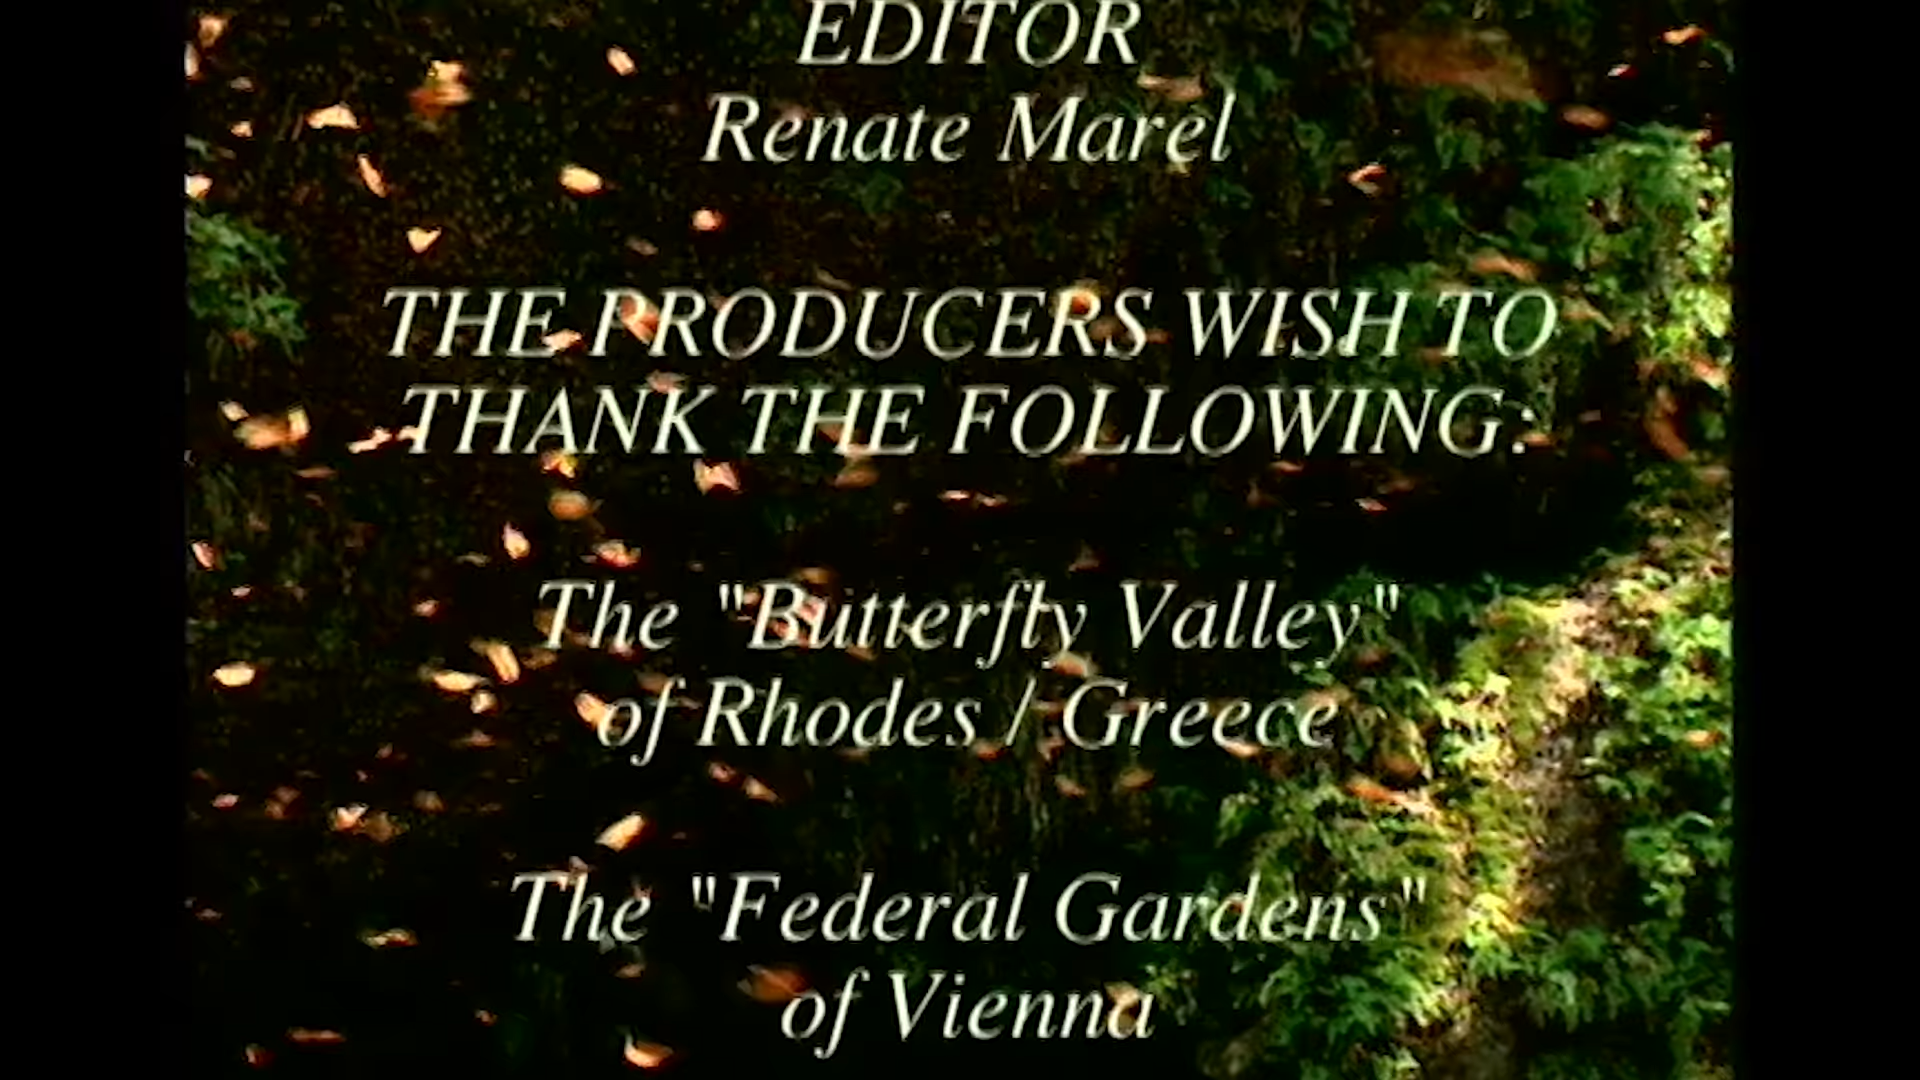 EDITOR
Renate Marel
THE PRODUCERS WISH TO
THANK THE FOLLOWING:
The "Butterfly Valley"
of Rhodes / Greece
The "Federal Gardens"
of Vienna